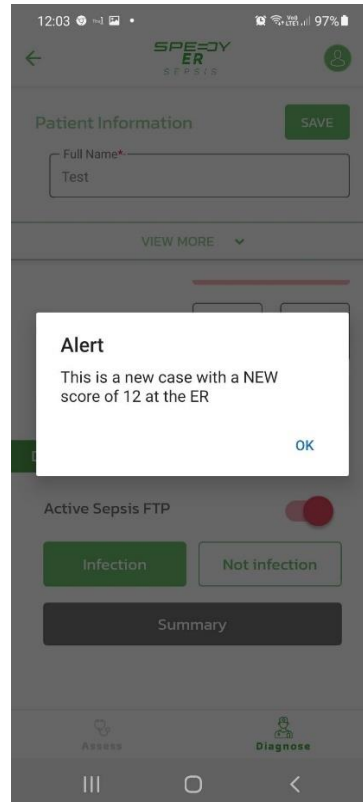 12:03
97%
SPEEDY
ER
SEPSIS
Patient Information
SAVE
Full Name*
Test
VIEW MORE
Alert
This is a new case with a NEW
score of 12 at the ER
OK
D
Active Sepsis FTP
Infection
Not infection
Summary
Assess
Diagnose